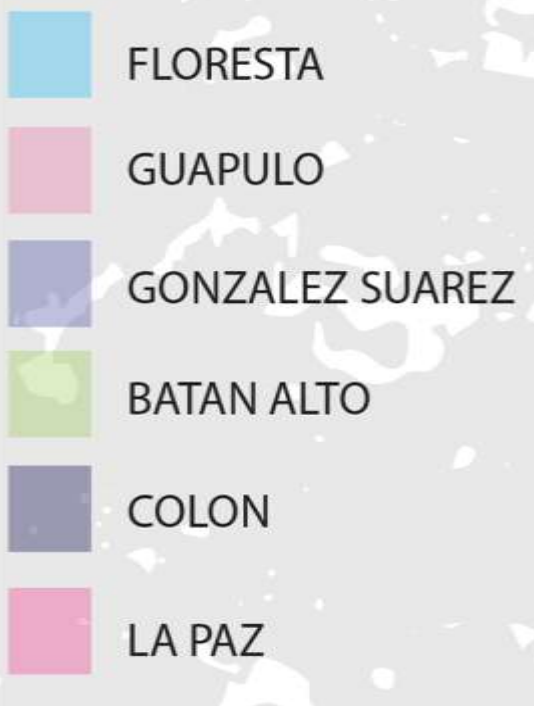 FLORESTA
GUAPULO
GONZALEZ SUAREZ
BATAN ALTO
COLON
LA PAZ